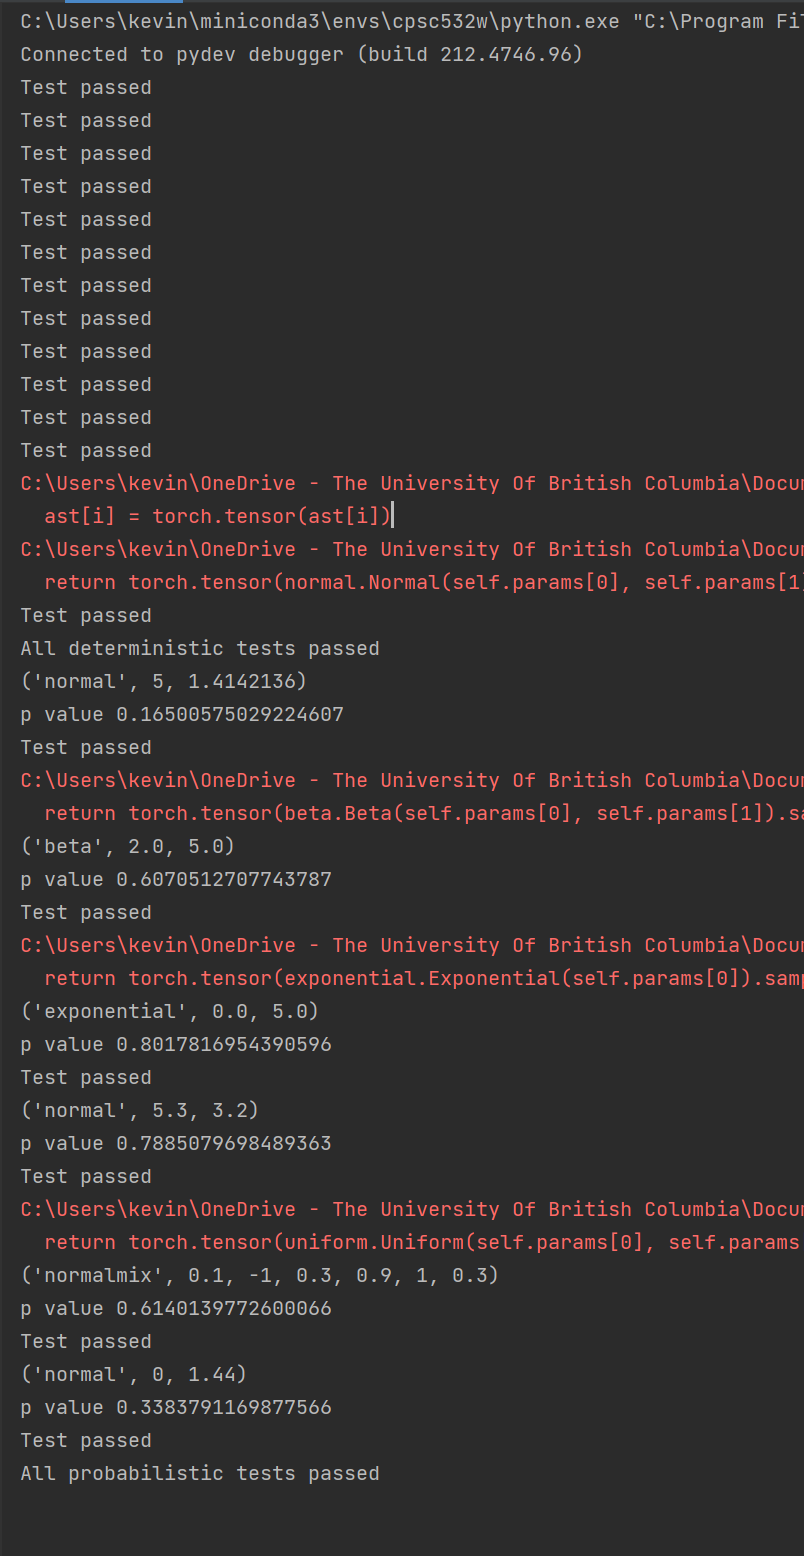 C:\Users\kevin\miniconda3\envs\cpsc532w\python.exe "C:\Program Fil
Connected to pydev debugger (build 212.4746.96)
Test passed
Test passed
Test passed
Test passed
Test passed
Test passed
Test passed
Test passed
Test passed
Test passed
Test passed
Test passed
C:\Users\kevin\OneDrive - The University Of British Columbia\Docum
  ast[i] = torch.tensor(ast[i])
C:\Users\kevin\OneDrive - The University Of British Columbia\Docum
  return torch.tensor(normal.Normal(self.params[0], self.params[1]
Test passed
All deterministic tests passed
('normal', 5, 1.4142136)
p value 0.16500575029224607
Test passed
C:\Users\kevin\OneDrive - The University Of British Columbia\Docum
  return torch.tensor(beta.Beta(self.params[0], self.params[1]).sa
('beta', 2.0, 5.0)
p value 0.6070512707743787
Test passed
C:\Users\kevin\OneDrive - The University Of British Columbia\Docum
  return torch.tensor(exponential.Exponential(self.params[0]).samp
('exponential', 0.0, 5.0)
p value 0.8017816954390596
Test passed
('normal', 5.3, 3.2)
p value 0.7885079698489363
Test passed
C:\Users\kevin\OneDrive - The University Of British Columbia\Docum
  return torch.tensor(uniform.Uniform(self.params[0], self.params
('normalmix', 0.1, -1, 0.3, 0.9, 1, 0.3)
p value 0.6140139772600066
Test passed
('normal', 0, 1.44)
p value 0.3383791169877566
Test passed
All probabilistic tests passed